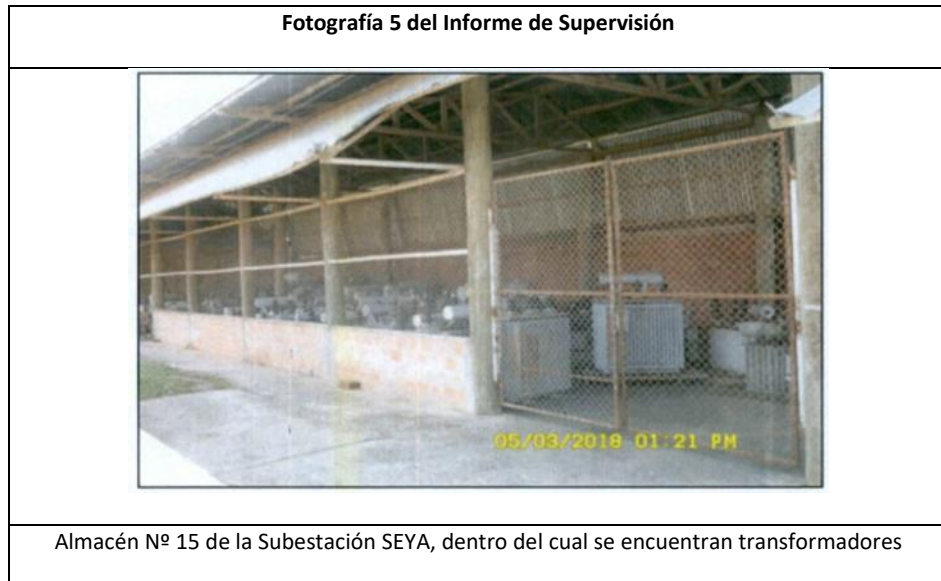 Fotografía 5 del Informe de Supervisión
05/03/2018 01:21 PM
Almacén Nº 15 de la Subestación SEYA, dentro del cual se encuentran transformadores